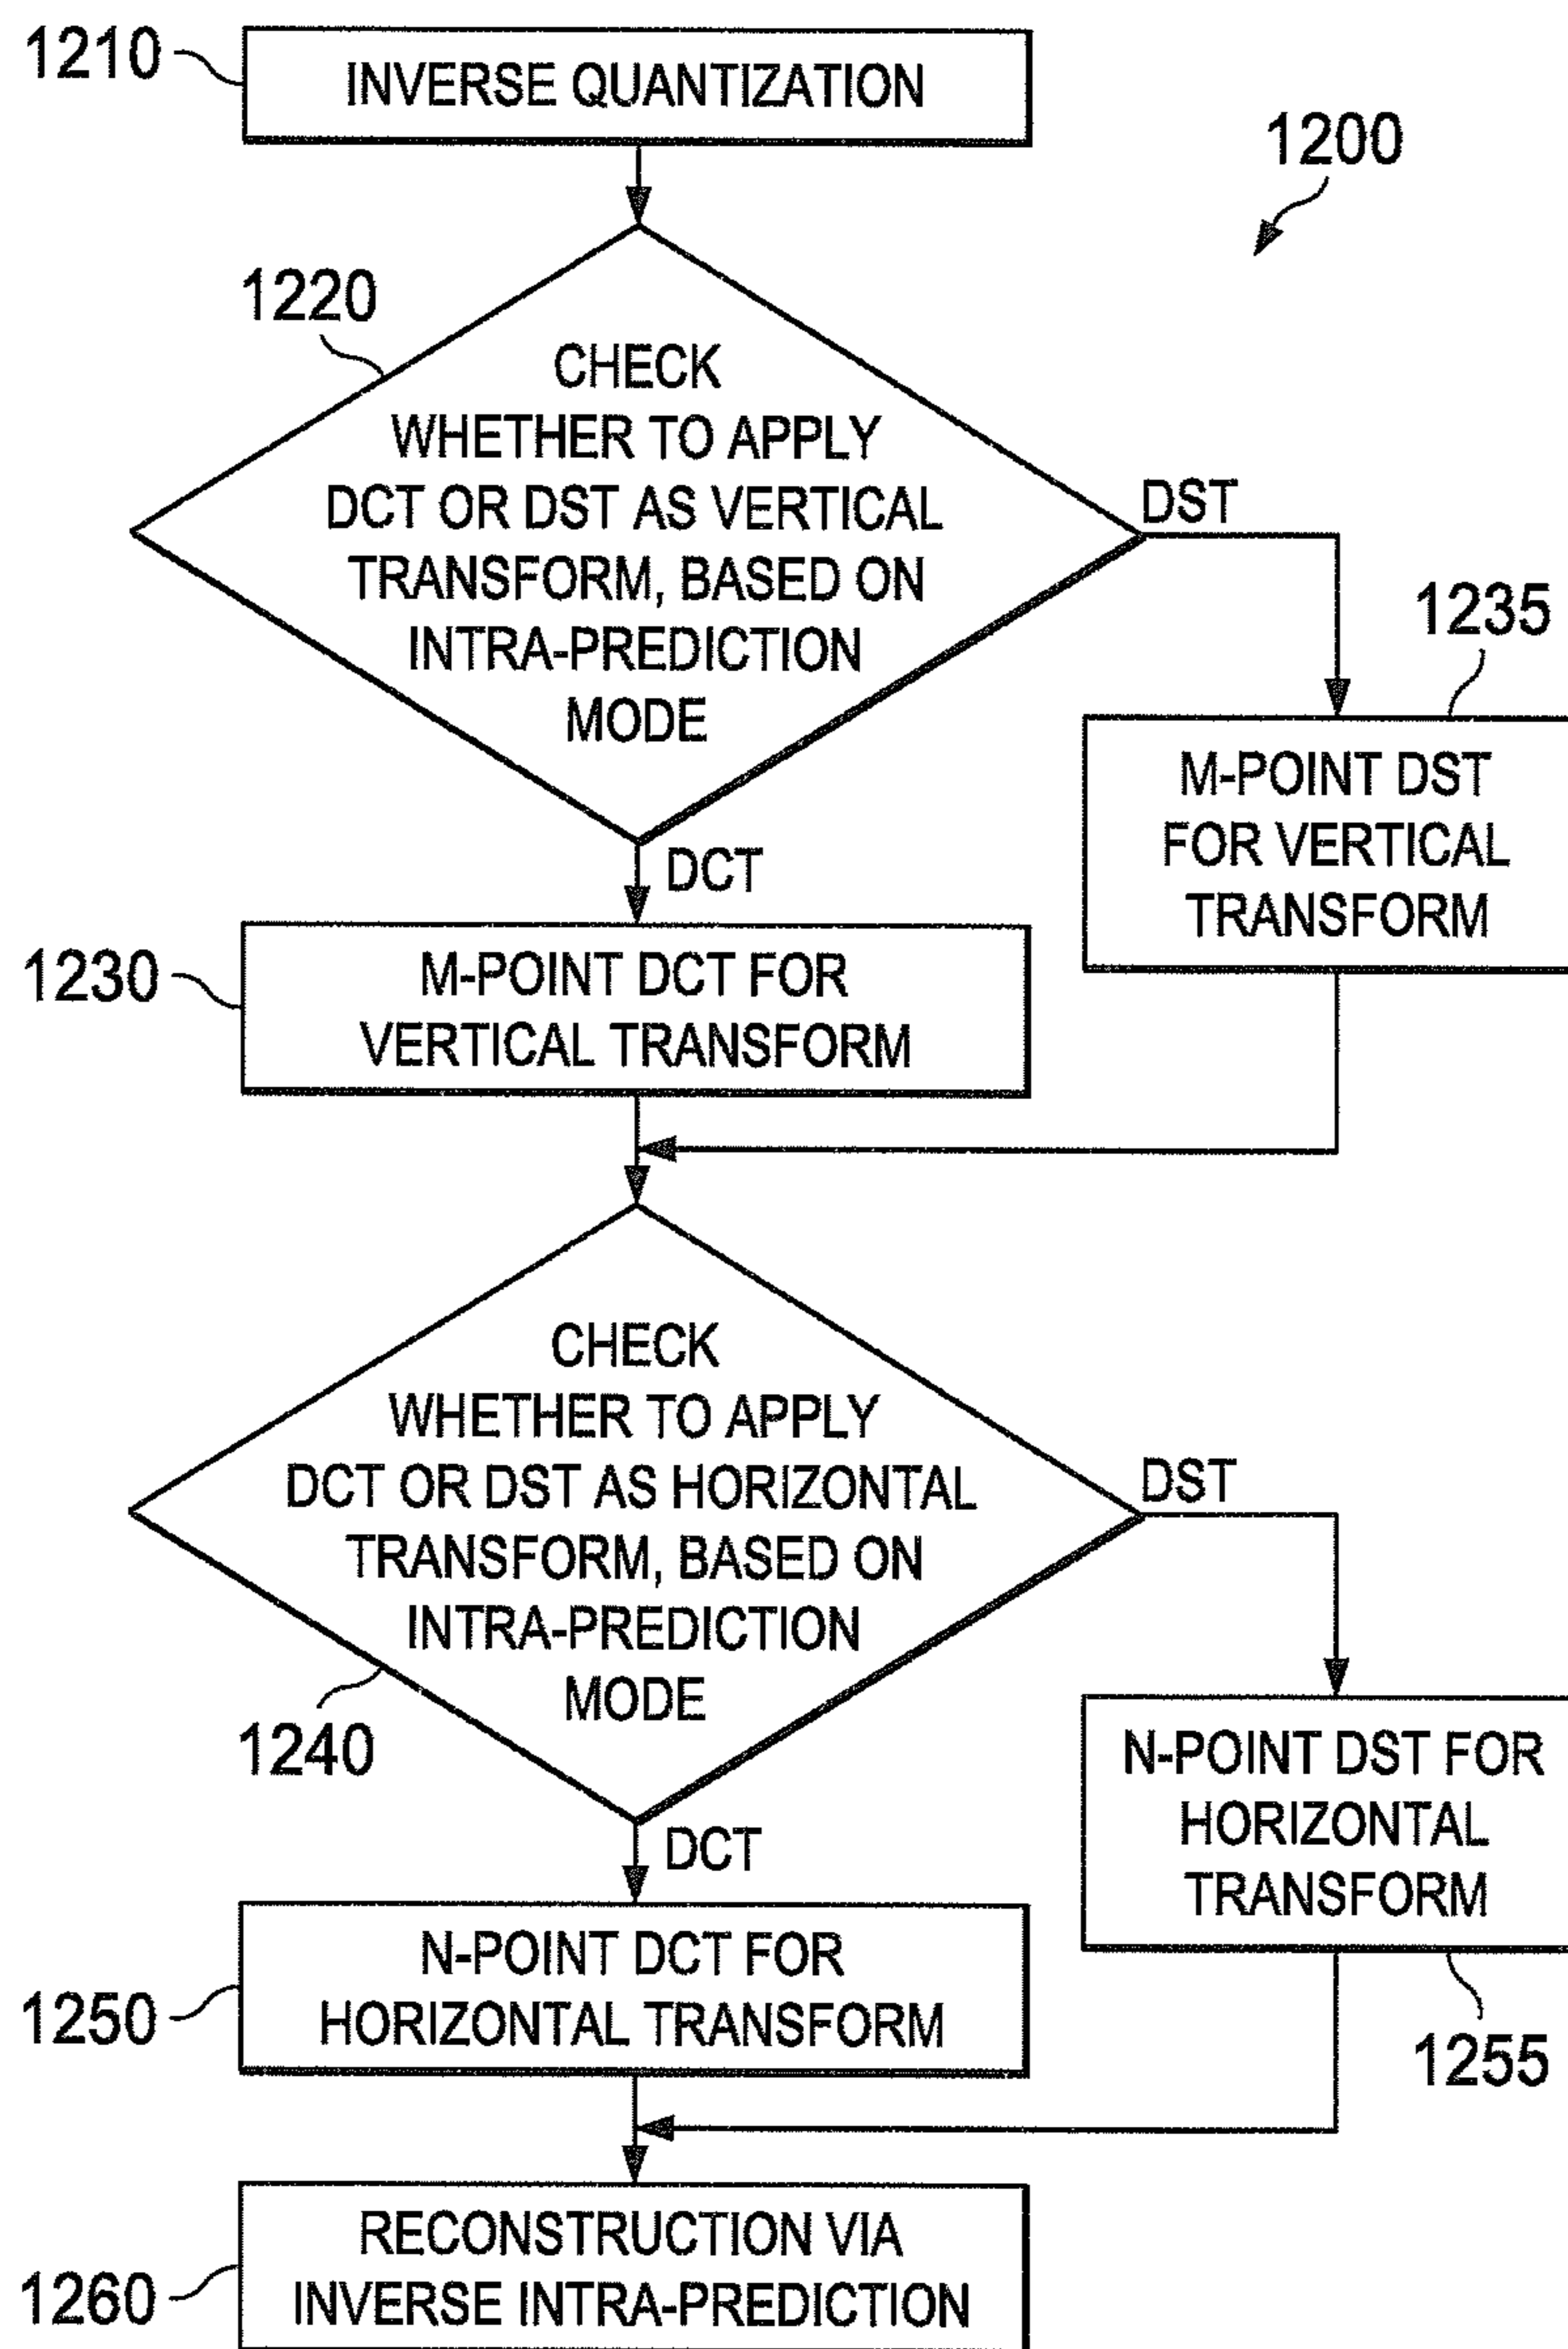 1210
INVERSE QUANTIZATION
1200
1220
CHECK
WHETHER TO APPLY
DCT OR DST AS VERTICAL
TRANSFORM, BASED ON
INTRA-PREDICTION
MODE
DST
1235
M-POINT DST
FOR VERTICAL
TRANSFORM
DCT
1230
M-POINT DCT FOR
VERTICAL TRANSFORM
CHECK
WHETHER TO APPLY
DCT OR DST AS HORIZONTAL
TRANSFORM, BASED ON
INTRA-PREDICTION
MODE
DST
1240
N-POINT DST FOR
HORIZONTAL
TRANSFORM
1255
DCT
1250
N-POINT DCT FOR
HORIZONTAL TRANSFORM
1260
RECONSTRUCTION VIA
INVERSE INTRA-PREDICTION